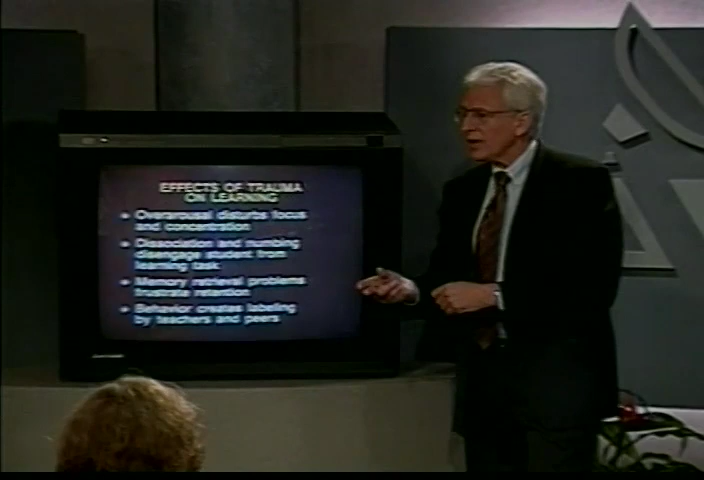 EFFECTS OF TRAUMA
ON LEARNING
• Overarousal disturbs focus
and concentration
• Dissociation and numbing
disengage student from
learning task
• Memory retrieval problems
frustrate retention
• Behavior creates labeling
by teachers and peers